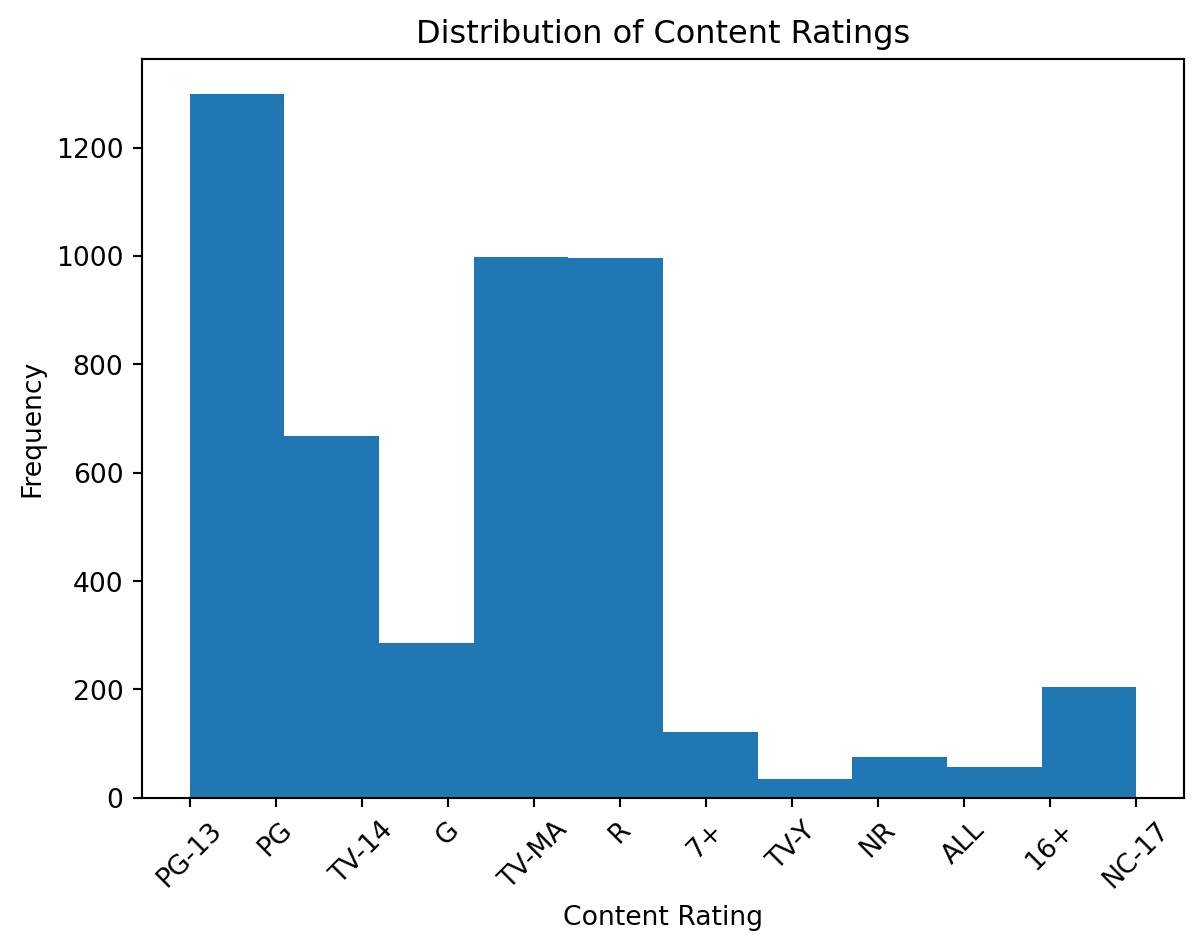 Distribution of Content Ratings
1200
1000
800
600
400
200
0
Frequency
PG-13 PG TV-14 G TV-MA R 7+ TV-Y NR ALL 16+ NC-17
Content Rating